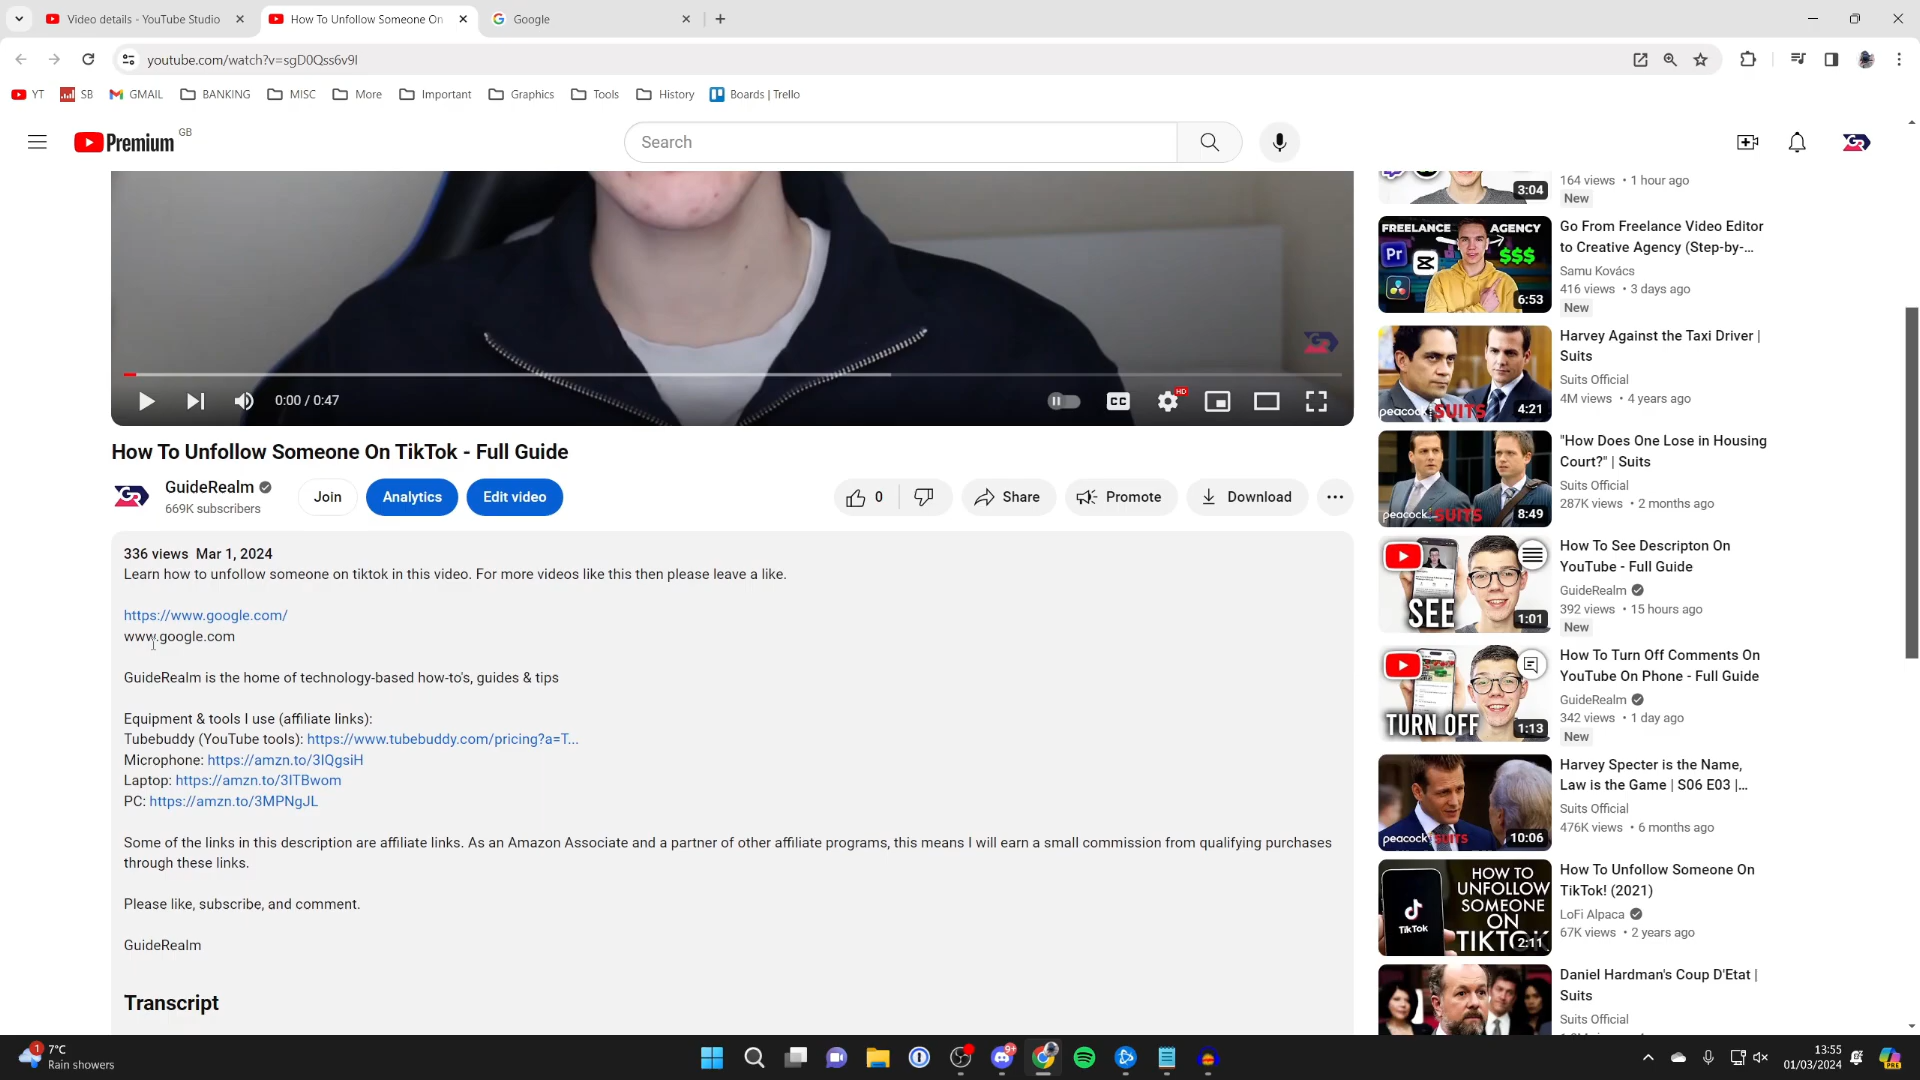 Video details - YouTube Studio
How To Unfollow Someone On
Google
youtube.com/watch?v=sgD0Qss6v9I
YT
SB
GMAIL
BANKING
MISC
More
Important
Graphics
Tools
History
Boards | Trello
Premium GB
Search
3:04
164 views • 1 hour ago
New
FREELANCE AGENCY
Pr
$$$
6:53
Go From Freelance Video Editor
to Creative Agency (Step-by-...
Samu Kovács
416 views • 3 days ago
New
peacock SUITS
4:21
Harvey Against the Taxi Driver |
Suits
Suits Official
4M views • 4 years ago
0:00 / 0:47
CC
HD
How To Unfollow Someone On TikTok - Full Guide
GuideRealm
669K subscribers
Join
Analytics
Edit video
0
Share
Promote
Download
peacock SUITS
8:49
"How Does One Lose in Housing
Court?" | Suits
Suits Official
287K views • 2 months ago
336 views Mar 1, 2024
Learn how to unfollow someone on tiktok in this video. For more videos like this then please leave a like.
https://www.google.com/
www.google.com
GuideRealm is the home of technology-based how-to's, guides & tips
Equipment & tools I use (affiliate links):
Tubebuddy (YouTube tools): https://www.tubebuddy.com/pricing?a=T...
Microphone: https://amzn.to/3IQgsiH
Laptop: https://amzn.to/3ITBwom
PC: https://amzn.to/3MPNgJL
Some of the links in this description are affiliate links. As an Amazon Associate and a partner of other affiliate programs, this means I will earn a small commission from qualifying purchases
through these links.
Please like, subscribe, and comment.
GuideRealm
Transcript
SEE
1:01
How To See Descripton On
YouTube - Full Guide
GuideRealm
392 views • 15 hours ago
New
TURN OFF
1:13
How To Turn Off Comments On
YouTube On Phone - Full Guide
GuideRealm
342 views • 1 day ago
New
peacock SUITS
10:06
Harvey Specter is the Name,
Law is the Game | S06 E03 |...
Suits Official
476K views • 6 months ago
HOW TO
UNFOLLOW
SOMEONE
ON
TIKTOK
TikTok
2:11
How To Unfollow Someone On
TikTok! (2021)
LoFi Alpaca
67K views • 2 years ago
Daniel Hardman's Coup D'Etat |
Suits
Suits Official
1
7°C
Rain showers
9+
13:55
01/03/2024
PRE